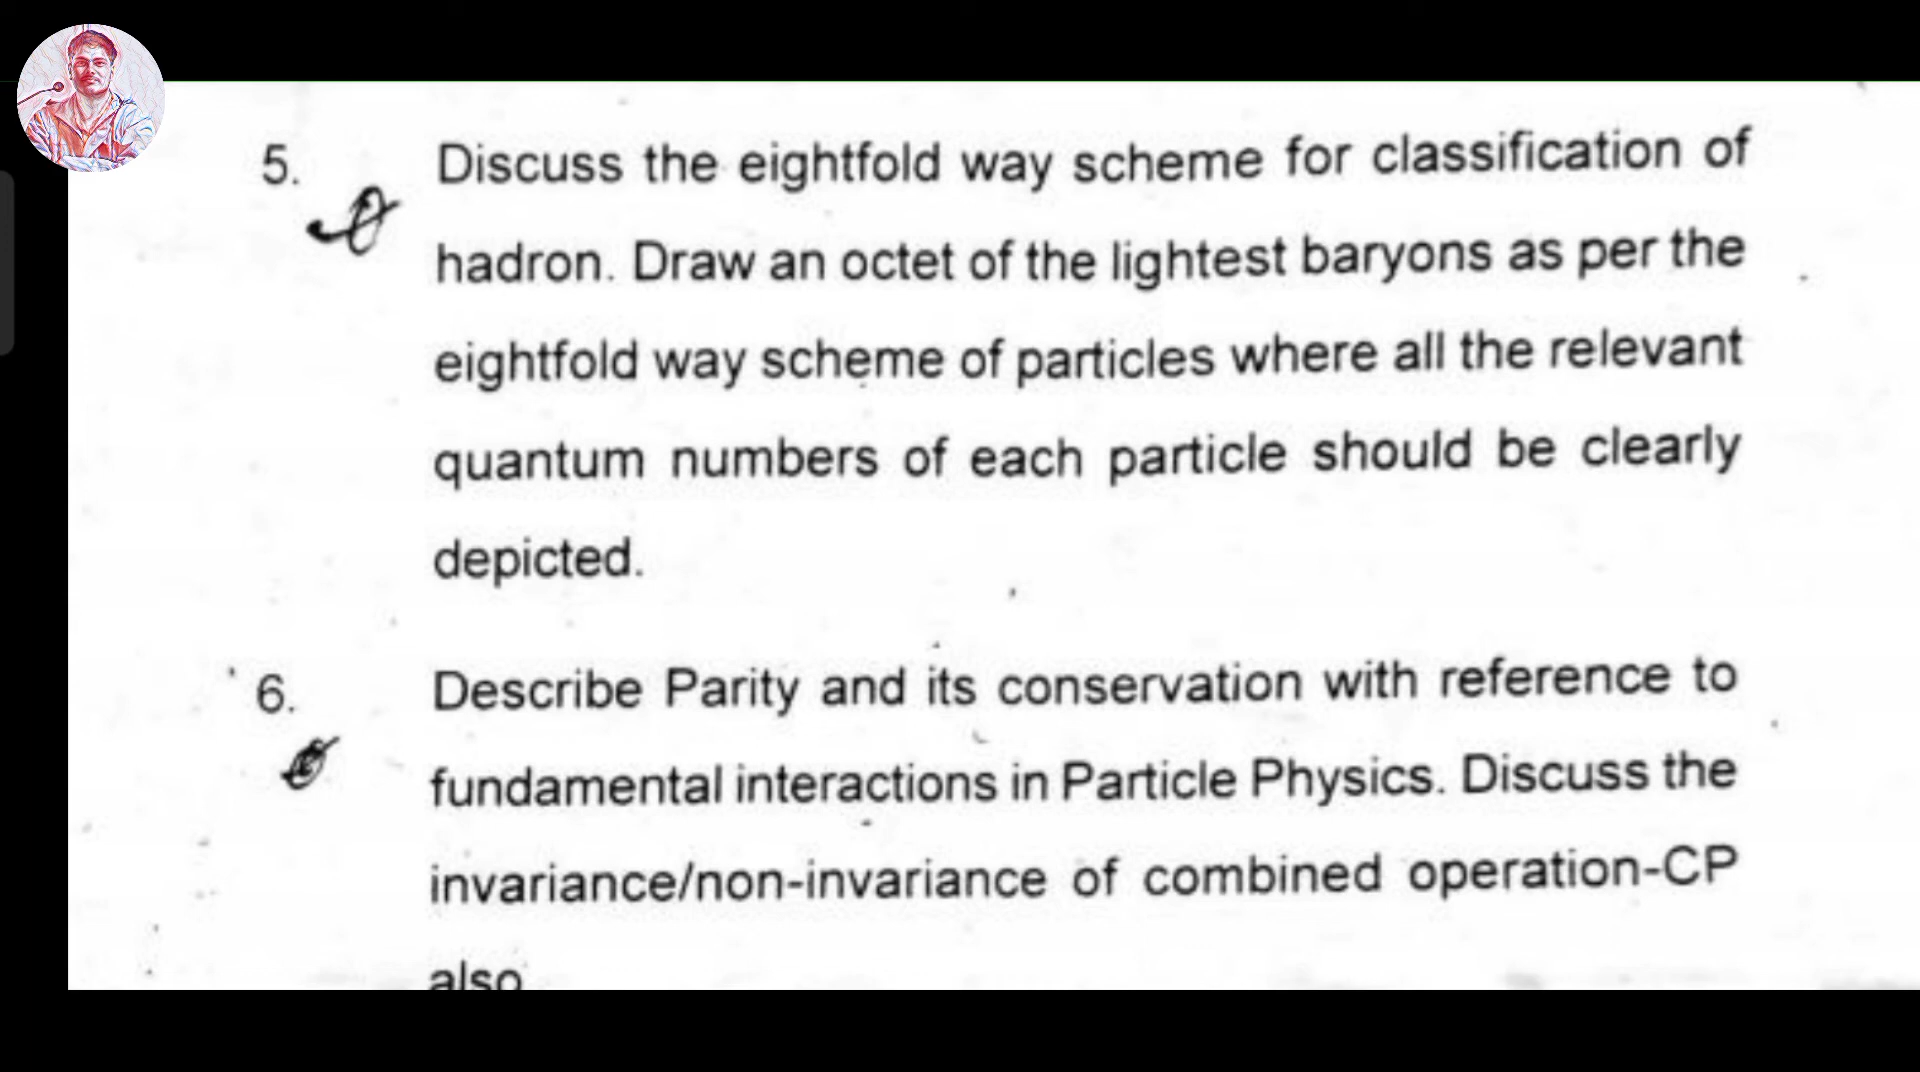 5. Discuss the eightfold way scheme for classification of
hadron. Draw an octet of the lightest baryons as per the
eightfold way scheme of particles where all the relevant
quantum numbers of each particle should be clearly
depicted.
6. Describe Parity and its conservation with reference to
fundamental interactions in Particle Physics. Discuss the
invariance/non-invariance of combined operation-CP
also